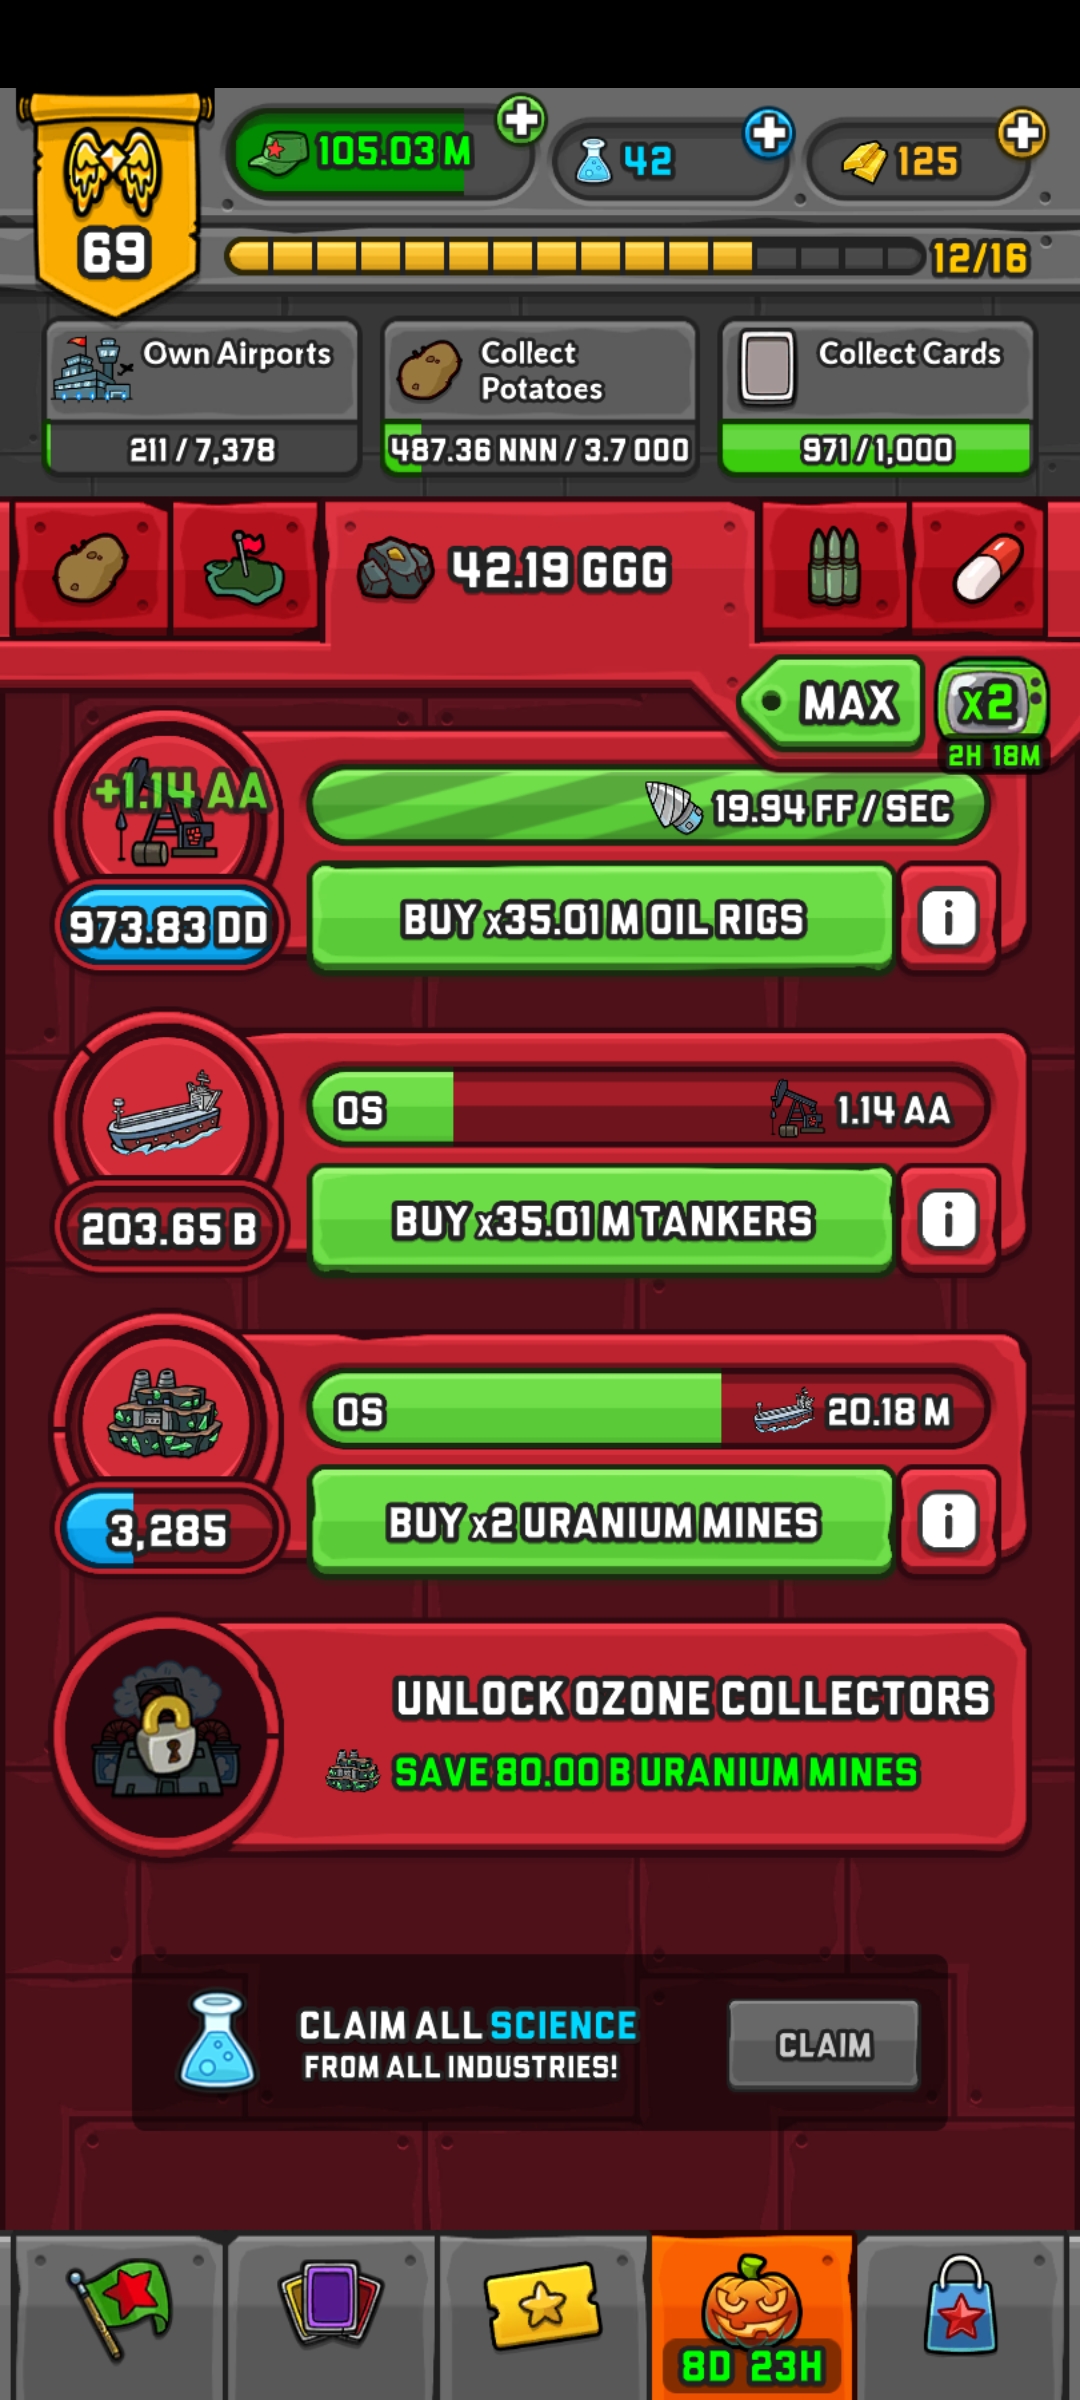 105.03 M
42
125
69
12/16
Own Airports
211 / 7,378
Collect
Potatoes
487.36 NNN / 3.7 OOO
Collect Cards
971 / 1,000
42.19 GGG
MAX
x2
2H 18M
+1.14 AA
19.94 FF / SEC
973.83 DD
BUY x35.01 M OIL RIGS
i
0S
1.14 AA
203.65 B
BUY x35.01 M TANKERS
i
0S
20.18 M
3,285
BUY x2 URANIUM MINES
i
UNLOCK OZONE COLLECTORS
SAVE 80.00 B URANIUM MINES
CLAIM ALL SCIENCE
FROM ALL INDUSTRIES!
CLAIM
8D 23H